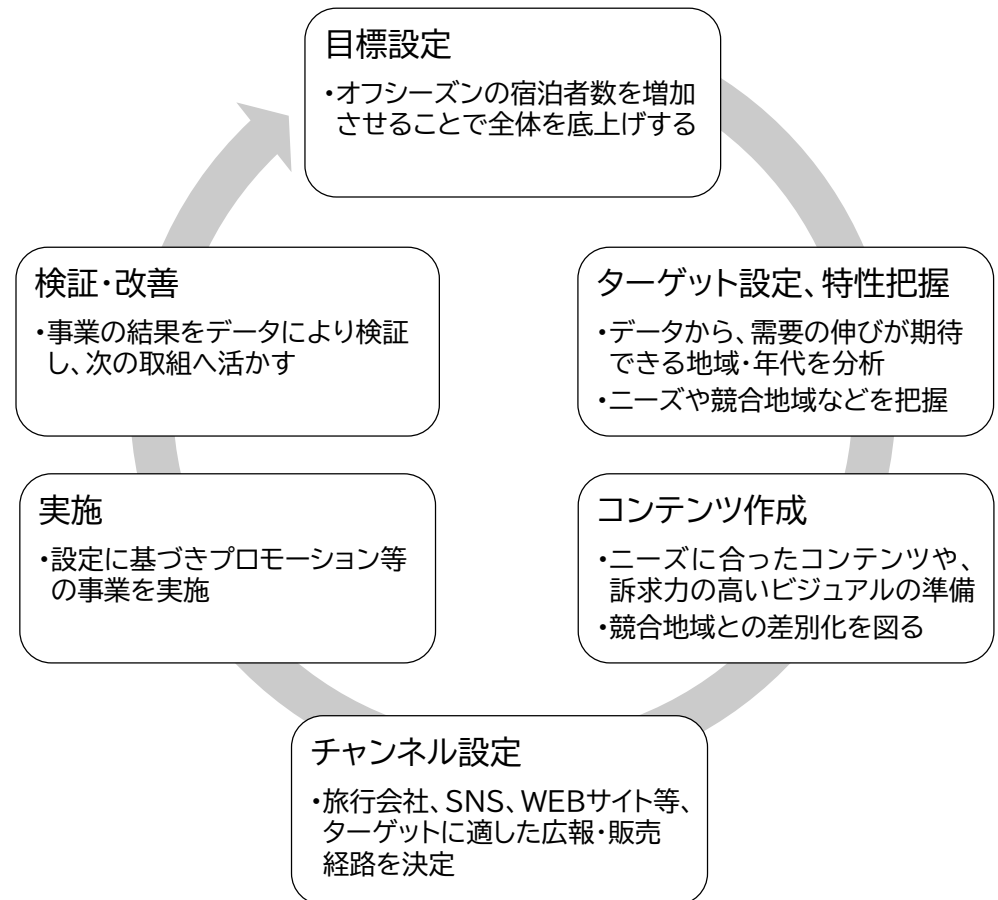 目標設定
・オフシーズンの宿泊者数を増加
させることで全体を底上げする
ターゲット設定、特性把握
・データから、需要の伸びが期待
できる地域・年代を分析
・ニーズや競合地域などを把握
コンテンツ作成
・ニーズに合ったコンテンツや、
訴求力の高いビジュアルの準備
・競合地域との差別化を図る
チャンネル設定
・旅行会社、SNS、WEBサイト等、
ターゲットに適した広報・販売
経路を決定
実施
・設定に基づきプロモーション等
の事業を実施
検証・改善
・事業の結果をデータにより検証
し、次の取組へ活かす